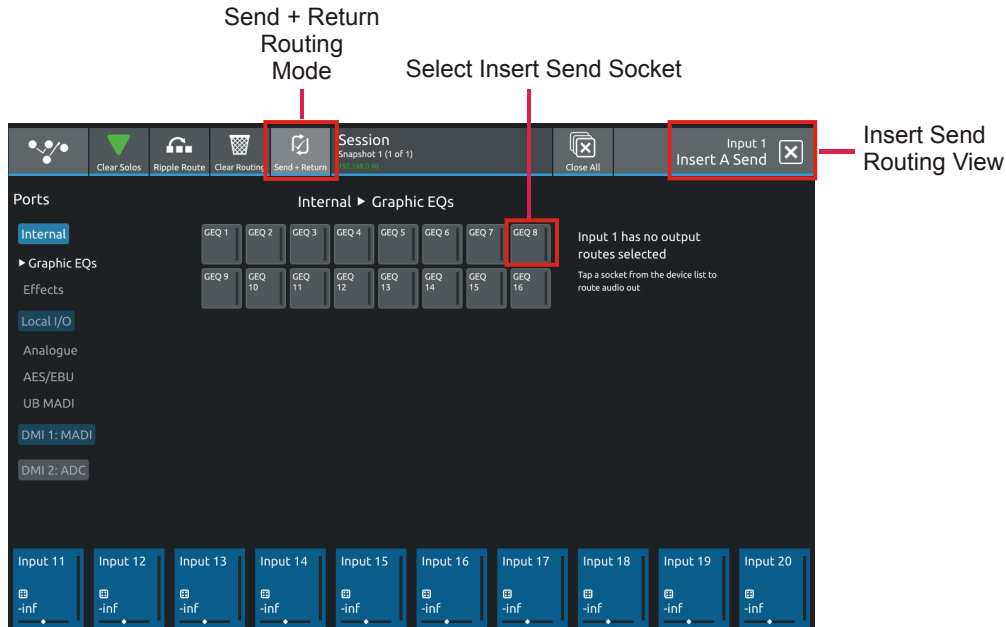 Send + Return
Routing
Mode
Select Insert Send Socket
Insert Send
Routing View
Clear Solos
Ripple Route
Clear Routing
Send + Return
Session
Snapshot 1 (1 of 1)
192.168.0.40
Close All
Input 1
Insert A Send
Ports
Internal ▸ Graphic EQs
Internal
▸ Graphic EQs
Effects
Local I/O
Analogue
AES/EBU
UB MADI
DMI 1: MADI
DMI 2: ADC
GEQ 1
GEQ 2
GEQ 3
GEQ 4
GEQ 5
GEQ 6
GEQ 7
GEQ 8
GEQ 9
GEQ
10
GEQ
11
GEQ
12
GEQ
13
GEQ
14
GEQ
15
GEQ
16
Input 1 has no output
routes selected
Tap a socket from the device list to
route audio out
Input 11
-inf
Input 12
-inf
Input 13
-inf
Input 14
-inf
Input 15
-inf
Input 16
-inf
Input 17
-inf
Input 18
-inf
Input 19
-inf
Input 20
-inf